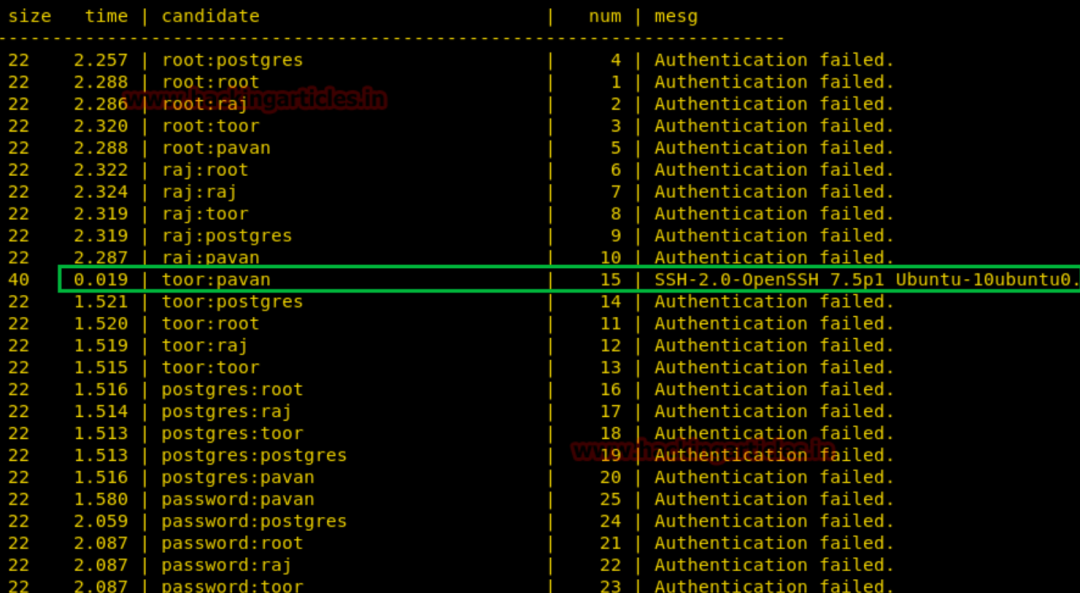 size time | candidate | num | mesg
-----------------------------------------------------------------------
22 2.257 | root:postgres | 4 | Authentication failed.
22 2.288 | root:root | 1 | Authentication failed.
www.hackingarticles.in
22 2.286 | root:raj | 2 | Authentication failed.
22 2.320 | root:toor | 3 | Authentication failed.
22 2.288 | root:pavan | 5 | Authentication failed.
22 2.322 | raj:root | 6 | Authentication failed.
22 2.324 | raj:raj | 7 | Authentication failed.
22 2.319 | raj:toor | 8 | Authentication failed.
22 2.319 | raj:postgres | 9 | Authentication failed.
22 2.287 | raj:pavan | 10 | Authentication failed.
40 0.019 | toor:pavan | 15 | SSH-2.0-OpenSSH_7.5p1 Ubuntu-10ubuntu0.
22 1.521 | toor:postgres | 14 | Authentication failed.
22 1.520 | toor:root | 11 | Authentication failed.
22 1.519 | toor:raj | 12 | Authentication failed.
22 1.515 | toor:toor | 13 | Authentication failed.
22 1.516 | postgres:root | 16 | Authentication failed.
22 1.514 | postgres:raj | 17 | Authentication failed.
22 1.513 | postgres:toor | 18 | Authentication failed.
www.hackingarticles.in
22 1.513 | postgres:postgres | 19 | Authentication failed.
22 1.516 | postgres:pavan | 20 | Authentication failed.
22 1.580 | password:pavan | 25 | Authentication failed.
22 2.059 | password:postgres | 24 | Authentication failed.
22 2.087 | password:root | 21 | Authentication failed.
22 2.087 | password:raj | 22 | Authentication failed.
22 2.087 | password:toor | 23 | Authentication failed.